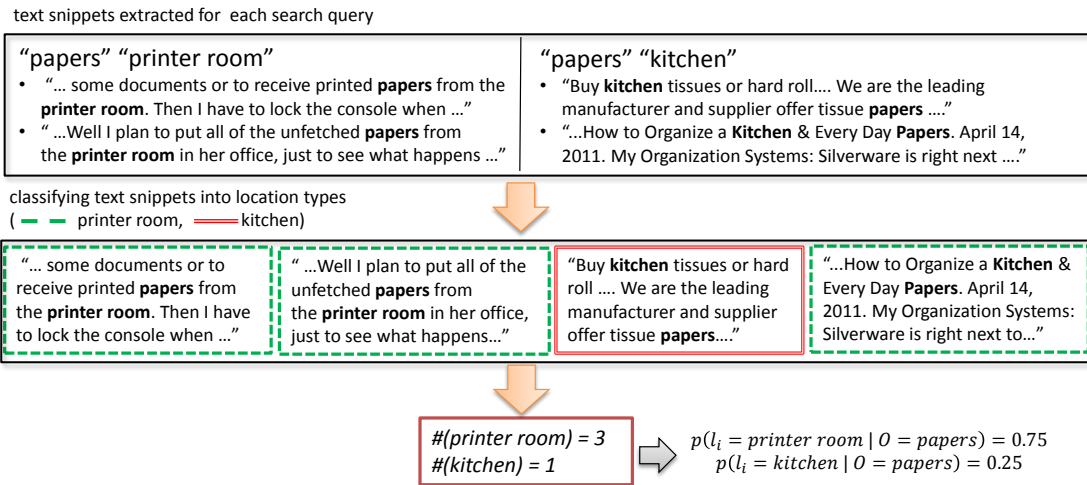 text snippets extracted for each search query
“papers” “printer room”
• “… some documents or to receive printed papers from the
printer room. Then I have to lock the console when …”
• “ …Well I plan to put all of the unfetched papers from
the printer room in her office, just to see what happens …”
“papers” “kitchen”
• “Buy kitchen tissues or hard roll…. We are the leading
manufacturer and supplier offer tissue papers ….”
• “...How to Organize a Kitchen & Every Day Papers. April 14,
2011. My Organization Systems: Silverware is right next ….”
classifying text snippets into location types
( printer room, kitchen)
“… some documents or to
receive printed papers from
the printer room. Then I have
to lock the console when …”
“ …Well I plan to put all of the
unfetched papers from
the printer room in her office,
just to see what happens…”
“Buy kitchen tissues or hard
roll …. We are the leading
manufacturer and supplier
offer tissue papers….”
“...How to Organize a Kitchen &
Every Day Papers. April 14,
2011. My Organization Systems:
Silverware is right next to…”
#(printer room) = 3
#(kitchen) = 1
p(l_i = printer room | O = papers) = 0.75
p(l_i = kitchen | O = papers) = 0.25